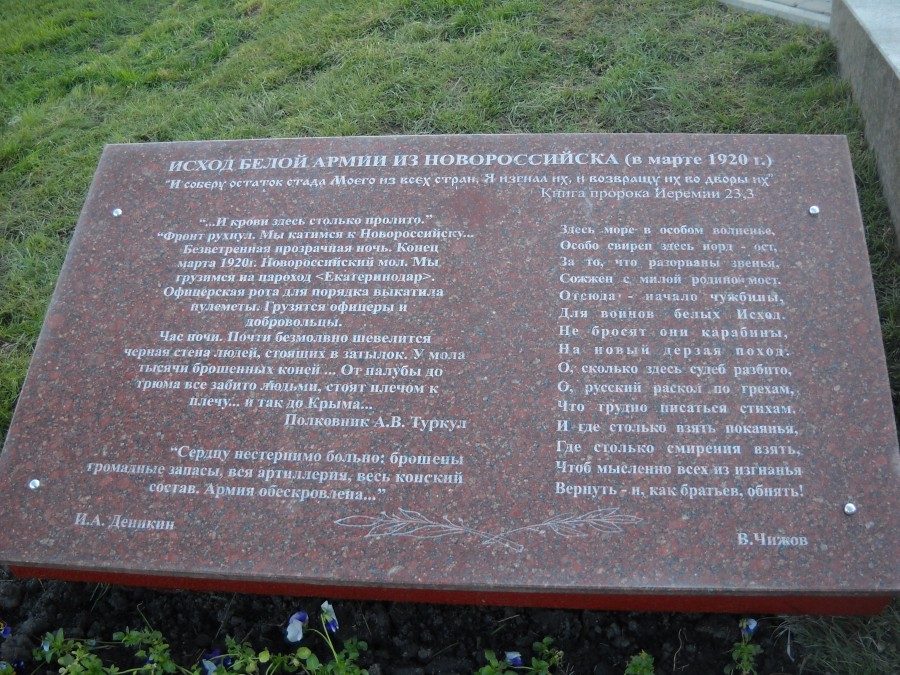 ИСХОД БЕЛОЙ АРМИИ ИЗ НОВОРОССИЙСКА (в марте 1920 г.)
"И соберу остаток стада Моего из всех стран, Я изгнал их, и возвращу их во дворы их"
Книга пророка Иеремии 23.3
"...И крови здесь столько пролито."
"Фронт рухнул. Мы катимся к Новороссийску...
Безветренная прозрачная ночь. Конец
марта 1920г. Новороссийский мол. Мы
грузимся на пароход <Екатеринодар>.
Офицерская рота для порядка выкатила
пулеметы. Грузятся офицеры и
добровольцы.
Час ночи. Почти безмолвно шевелится
черная стена людей, стоящих в затылок. У мола
тысячи брошенных коней ... От палубы до
трюма все забито людьми, стоят плечом к
плечу... и так до Крыма...
Полковник А.В. Туркул
"Сердцу нестерпимо больно: брошены
громадные запасы, вся артиллерия, весь конский
состав. Армия обескровлена..."
И.А. Деникин
Здесь море в особом волненье,
Особо свиреп здесь норд - ост,
За то, что разорваны звенья,
Сожжен с милой родиной мост.
Отсюда - начало чужбины,
Для воинов белых Исход.
Не бросят они карабины,
На новый дерзая поход.
О, сколько здесь судеб разбито,
О, русский раскол по грехам,
Что трудно писаться стихам.
И где столько взять покаянья,
Где столько смирения взять,
Чтоб мысленно всех из изгнанья
Вернуть - и, как братьев, обнять!
В.Чижов